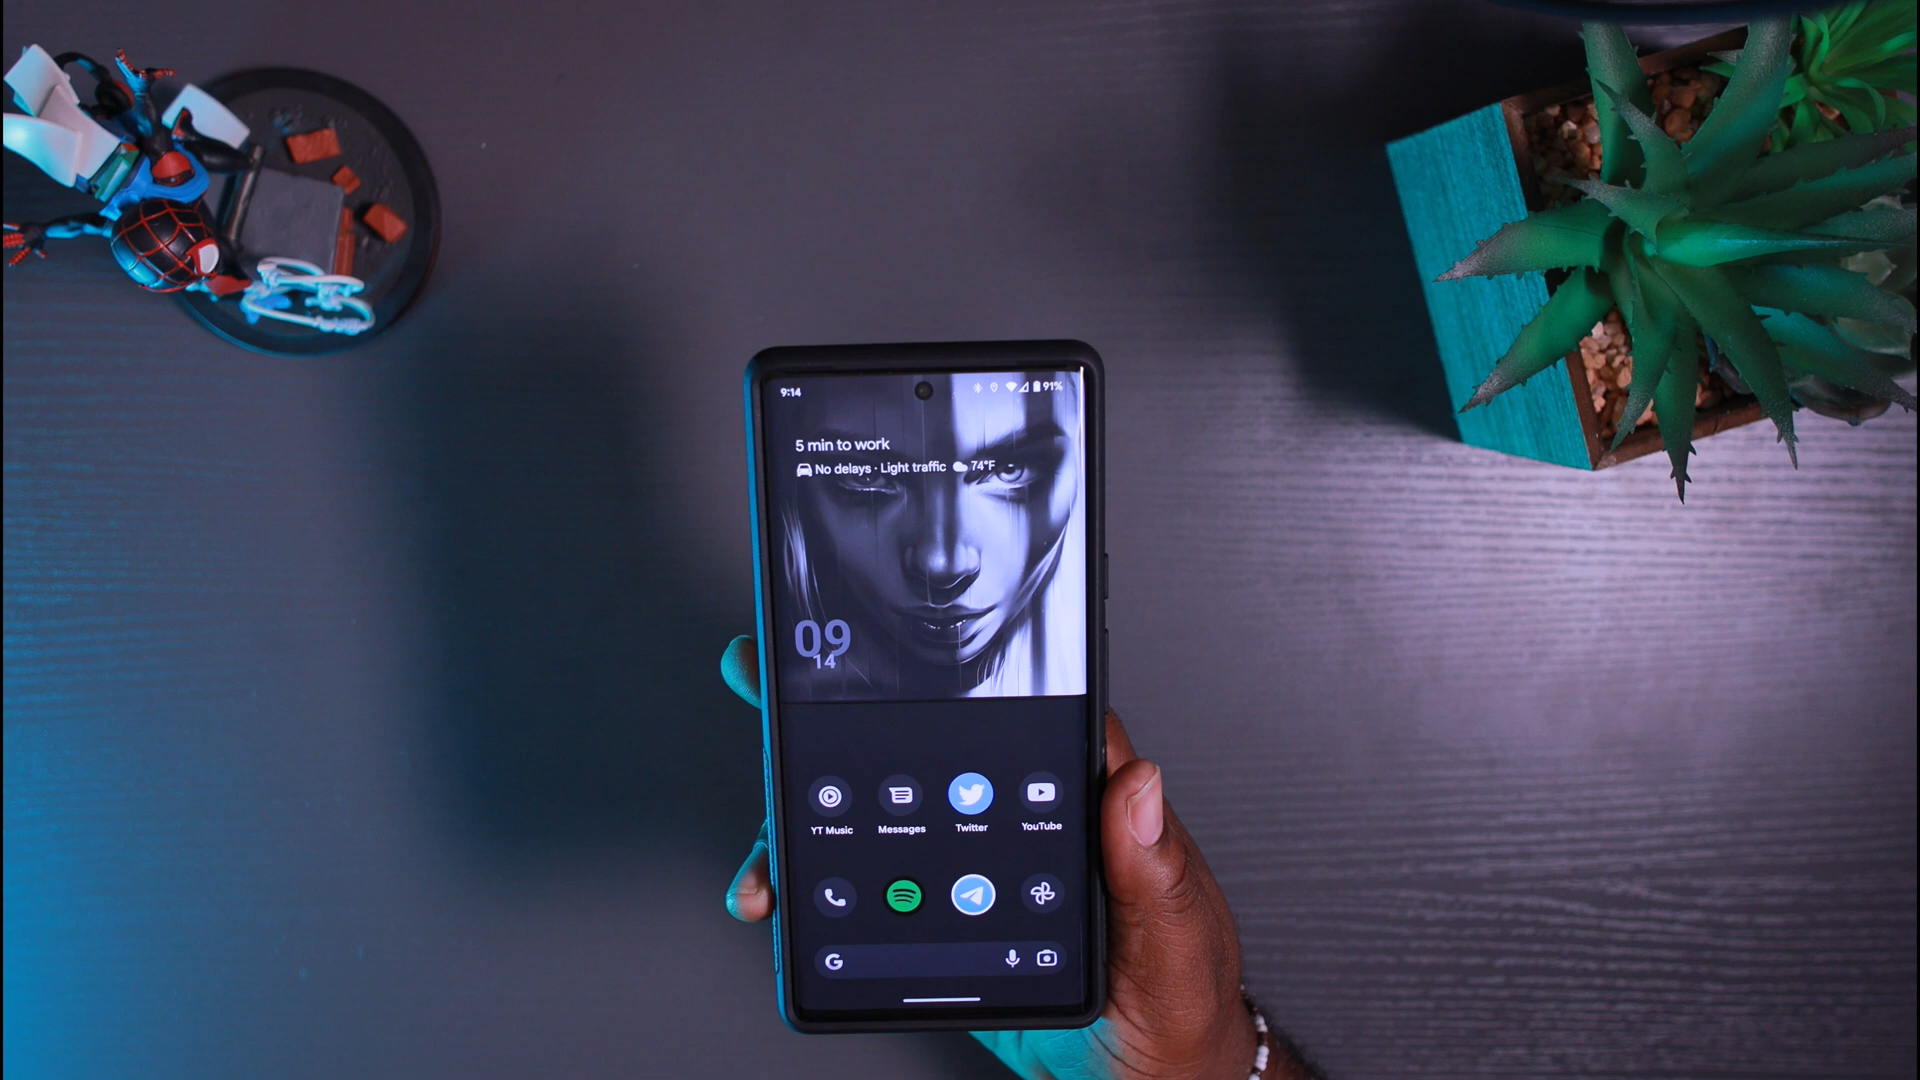 9:14
91%
5 min to work
No delays · Light traffic 74°F
09
14
YT Music Messages Twitter YouTube
G